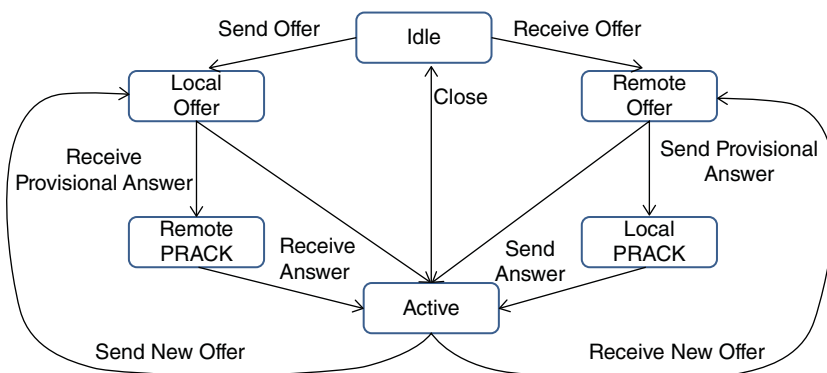 Send Offer
Idle
Receive Offer
Local
Offer
Close
Remote
Offer
Receive
Provisional Answer
Send Provisional
Answer
Remote
PRACK
Receive
Answer
Send
Answer
Local
PRACK
Active
Send New Offer
Receive New Offer